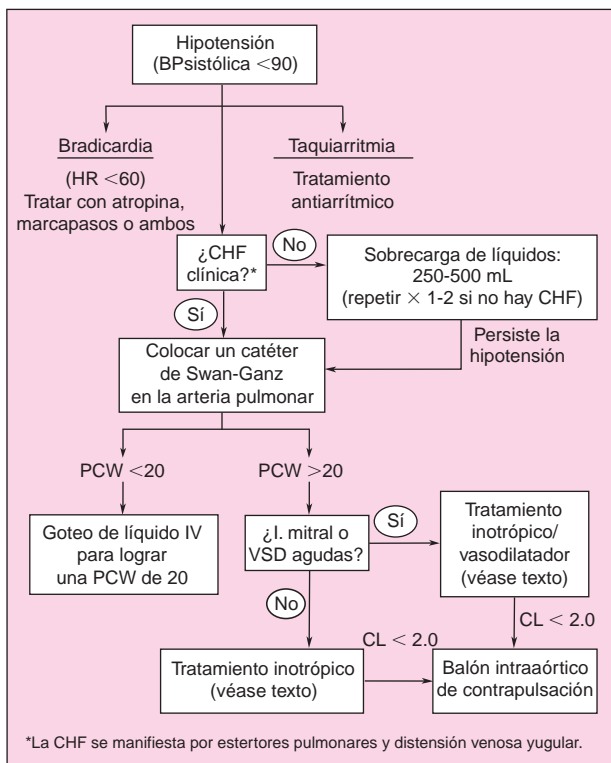 Hipotensión
(BPsistólica <90)
Bradicardia
(HR <60)
Tratar con atropina,
marcapasos o ambos
Taquiarritmia
Tratamiento
antiarrítmico
¿CHF
clínica?*
No
Sobrecarga de líquidos:
250-500 mL
(repetir × 1-2 si no hay CHF)
Sí
Persiste la
hipotensión
Colocar un catéter
de Swan-Ganz
en la arteria pulmonar
PCW <20
PCW >20
Goteo de líquido IV
para lograr
una PCW de 20
¿I. mitral o
VSD agudas?
Sí
Tratamiento
inotrópico/
vasodilatador
(véase texto)
No
CL < 2.0
CL < 2.0
Tratamiento inotrópico
(véase texto)
Balón intraaórtico
de contrapulsación
*La CHF se manifiesta por estertores pulmonares y distensión venosa yugular.